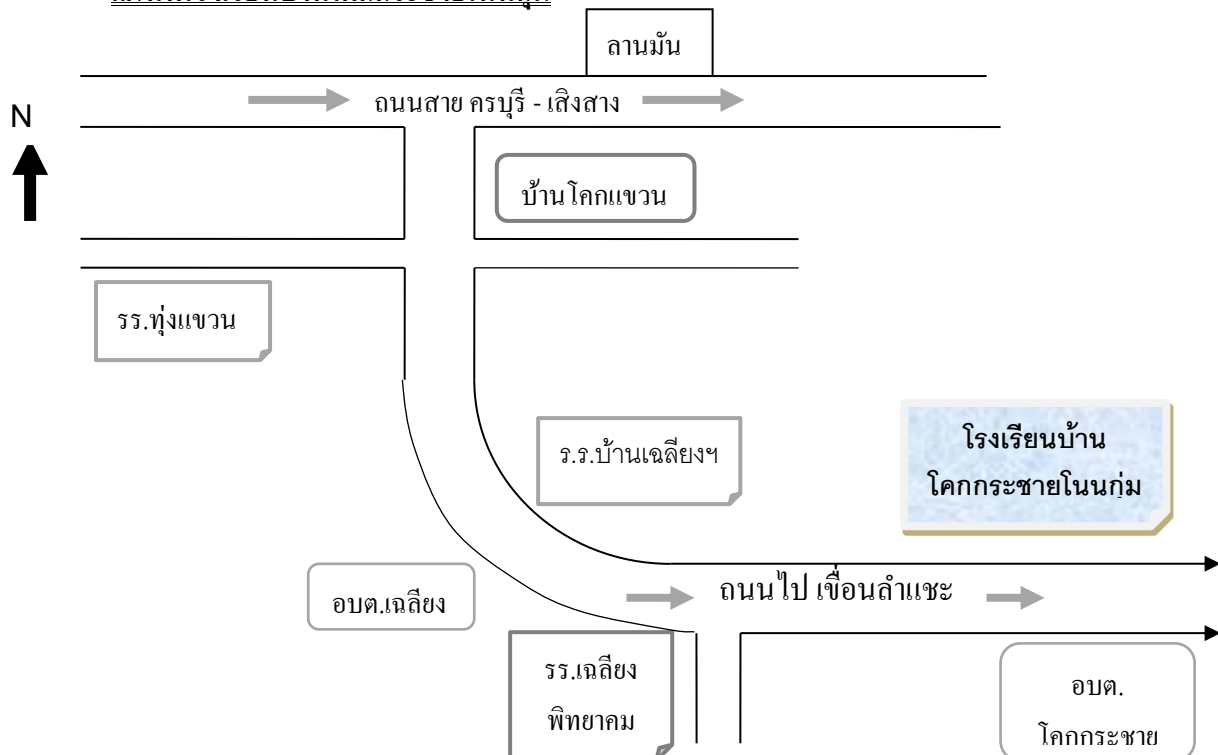 ลานมัน
ถนนสาย ครบุรี - เสิงสาง
N
บ้านโคกแขวน
รร.ทุ่งแขวน
ร.ร.บ้านเฉลียงฯ
โรงเรียนบ้าน
โคกกระชายโนนกุ่ม
ถนนไป เขื่อนลำแชะ
อบต.เฉลียง
รร.เฉลียง
พิทยาคม
อบต.
โคกกระชาย